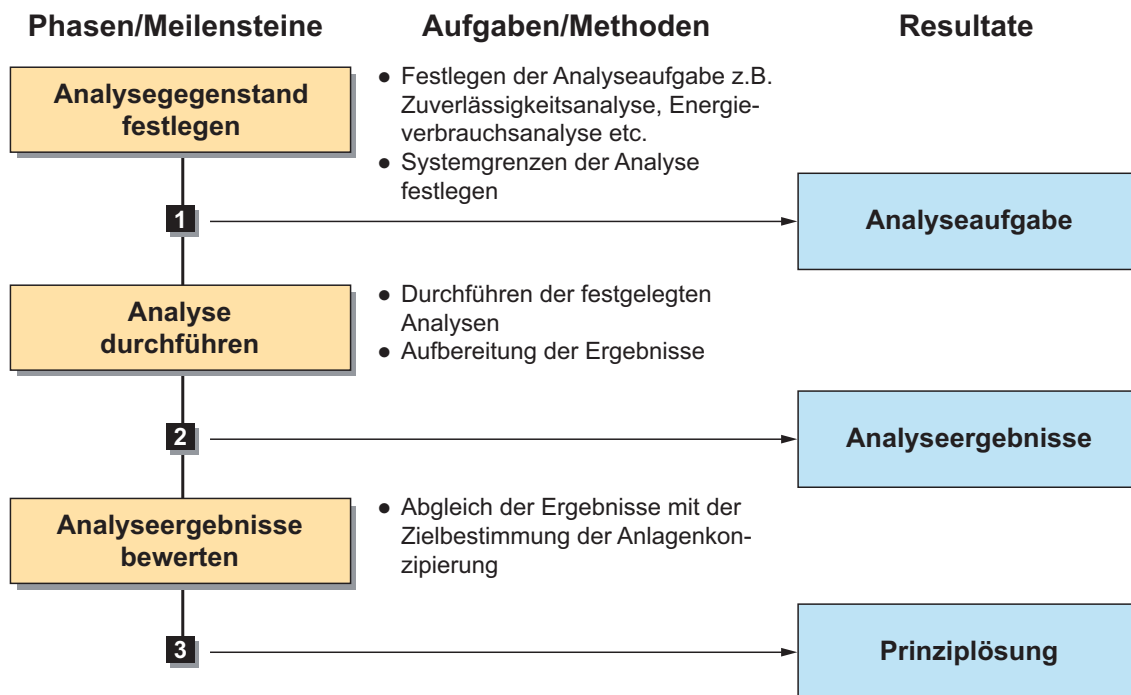 Phasen/Meilensteine
Aufgaben/Methoden
Resultate
Analysegegenstand
festlegen
● Festlegen der Analyseaufgabe z.B.
Zuverlässigkeitsanalyse, Energie-
verbrauchsanalyse etc.
● Systemgrenzen der Analyse
festlegen
1
Analyseaufgabe
Analyse
durchführen
● Durchführen der festgelegten
Analysen
● Aufbereitung der Ergebnisse
2
Analyseergebnisse
Analyseergebnisse
bewerten
● Abgleich der Ergebnisse mit der
Zielbestimmung der Anlagenkon-
zipierung
3
Prinziplösung